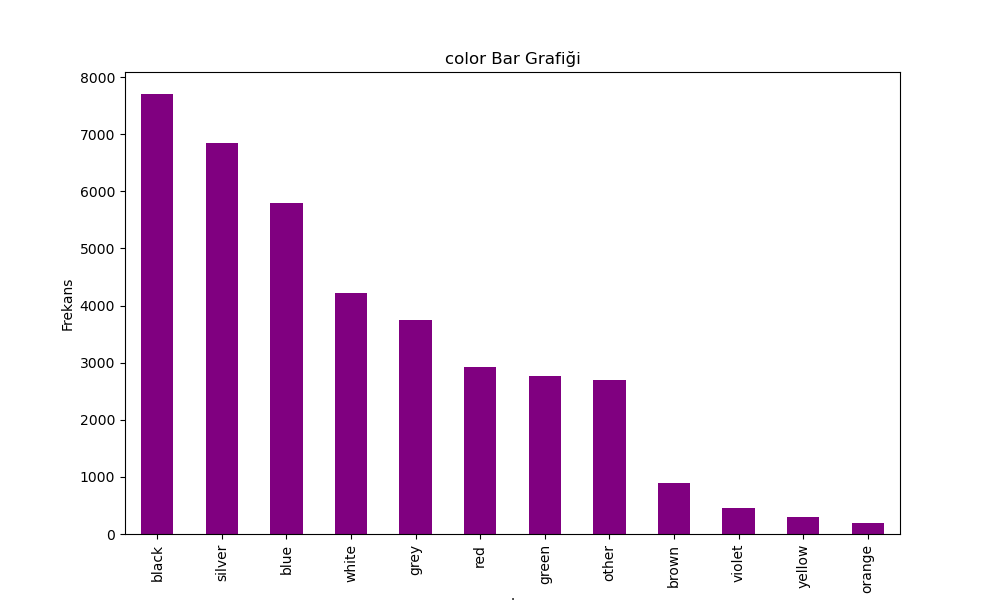 color Bar Grafiği
8000
7000
6000
5000
4000
3000
2000
1000
0
Frekans
black
silver
blue
white
grey
red
green
other
brown
violet
yellow
orange